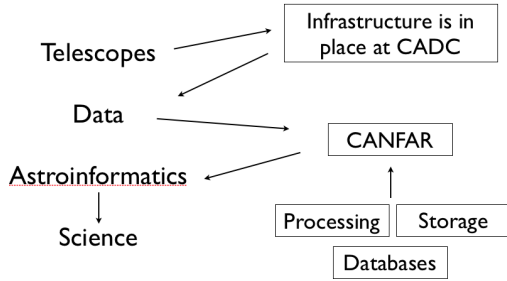 Infrastructure is in
place at CADC
Telescopes
Data
CANFAR
Astroinformatics
Processing
Storage
Science
Databases